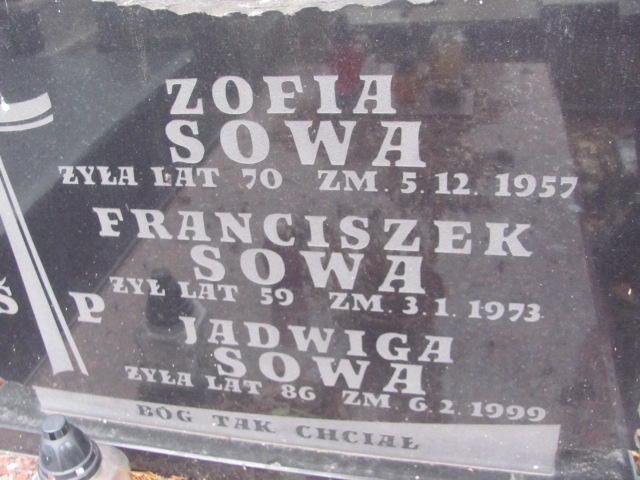 ZOFIA
SOWA
ŻYŁA LAT 70 ZM. 5.12.1957
FRANCISZEK
SOWA
ŻYŁ LAT 59 ZM. 3.1.1973
Ś P
JADWIGA
SOWA
ŻYŁA LAT 86 ZM 6.2.1999
BÓG TAK CHCIAŁ